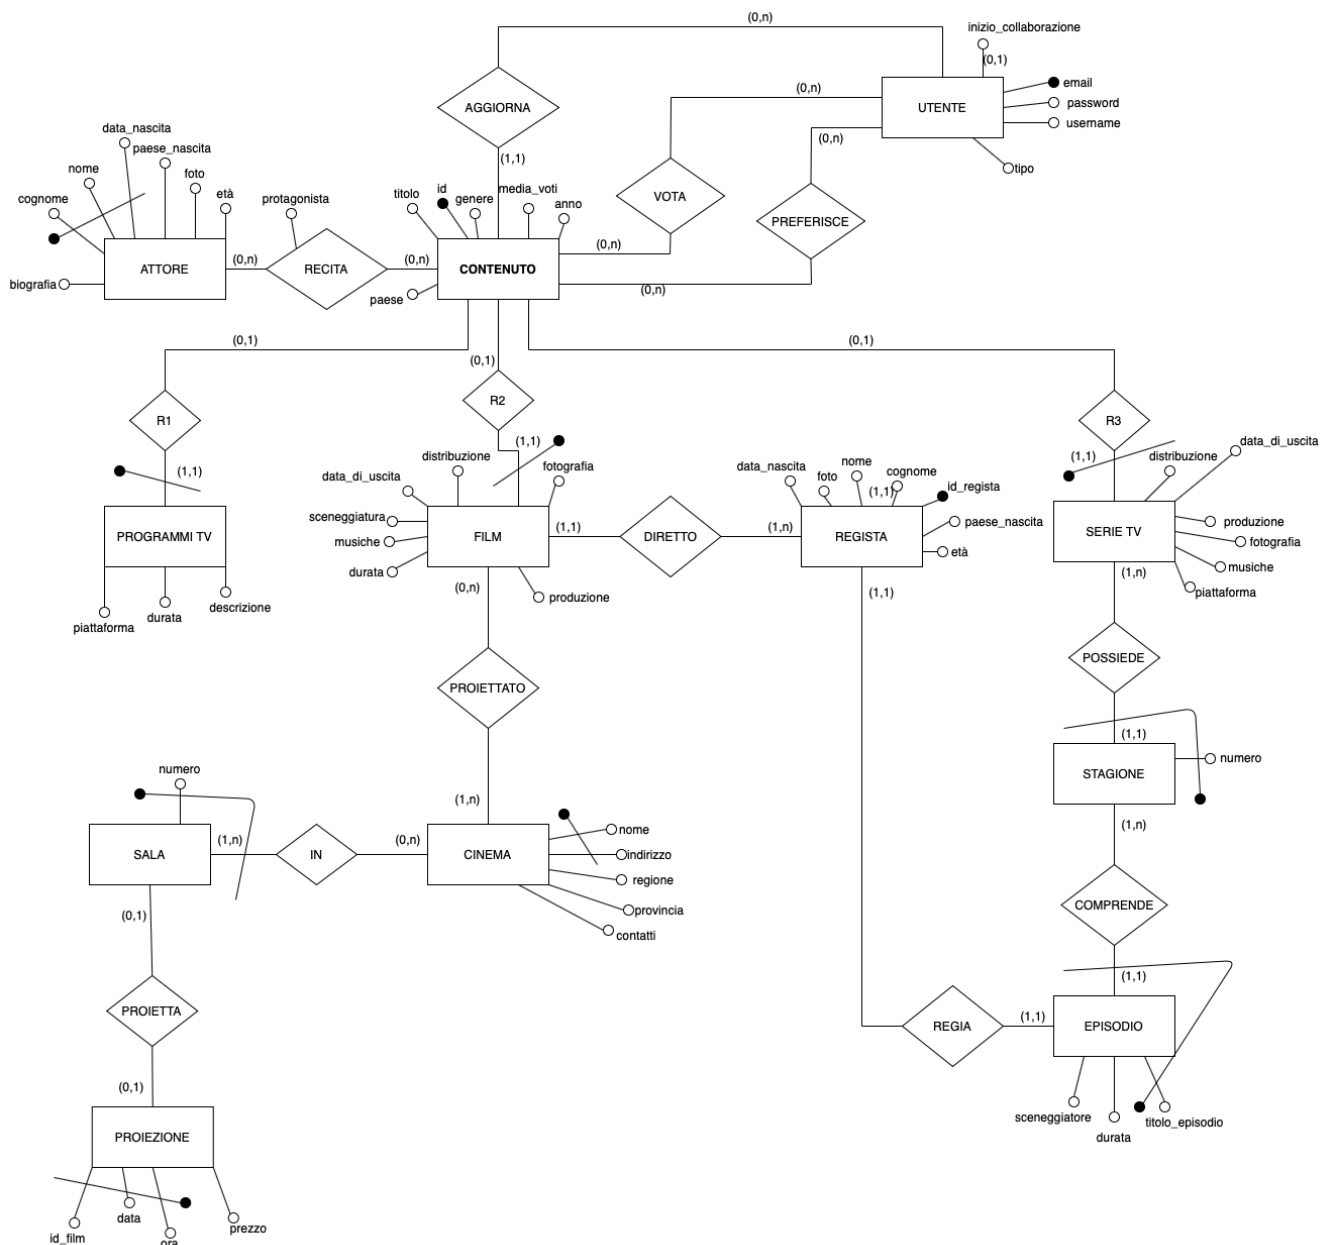 (0,n)
inizio_collaborazione
(0,1)
email
password
username
UTENTE
tipo
(0,n)
(0,n)
AGGIORNA
(1,1)
VOTA
PREFERISCE
(0,n)
(0,n)
data_nascita
paese_nascita
nome
foto
cognome
età
biografia
ATTORE
(0,n)
protagonista
RECITA
(0,n)
titolo
id
genere
media_voti
anno
CONTENUTO
paese
(0,1)
(0,1)
(0,1)
R1
R2
R3
(1,1)
(1,1)
(1,1)
PROGRAMMI TV
piattaforma
durata
descrizione
distribuzione
data_di_uscita
fotografia
sceneggiatura
musiche
durata
FILM
produzione
(1,1)
DIRETTO
(1,n)
data_nascita
foto
nome
(1,1)
cognome
id_regista
paese_nascita
età
REGISTA
(1,1)
data_di_uscita
distribuzione
SERIE TV
produzione
fotografia
musiche
piattaforma
(1,n)
POSSIEDE
(1,1)
STAGIONE
numero
(1,n)
COMPRENDE
(1,1)
EPISODIO
sceneggiatore
durata
titolo_episodio
(1,1)
REGIA
(0,n)
PROIETTATO
(1,n)
CINEMA
nome
indirizzo
regione
provincia
contatti
(0,n)
IN
(1,n)
numero
SALA
(0,1)
PROIETTA
(0,1)
PROIEZIONE
id_film
data
ora
prezzo